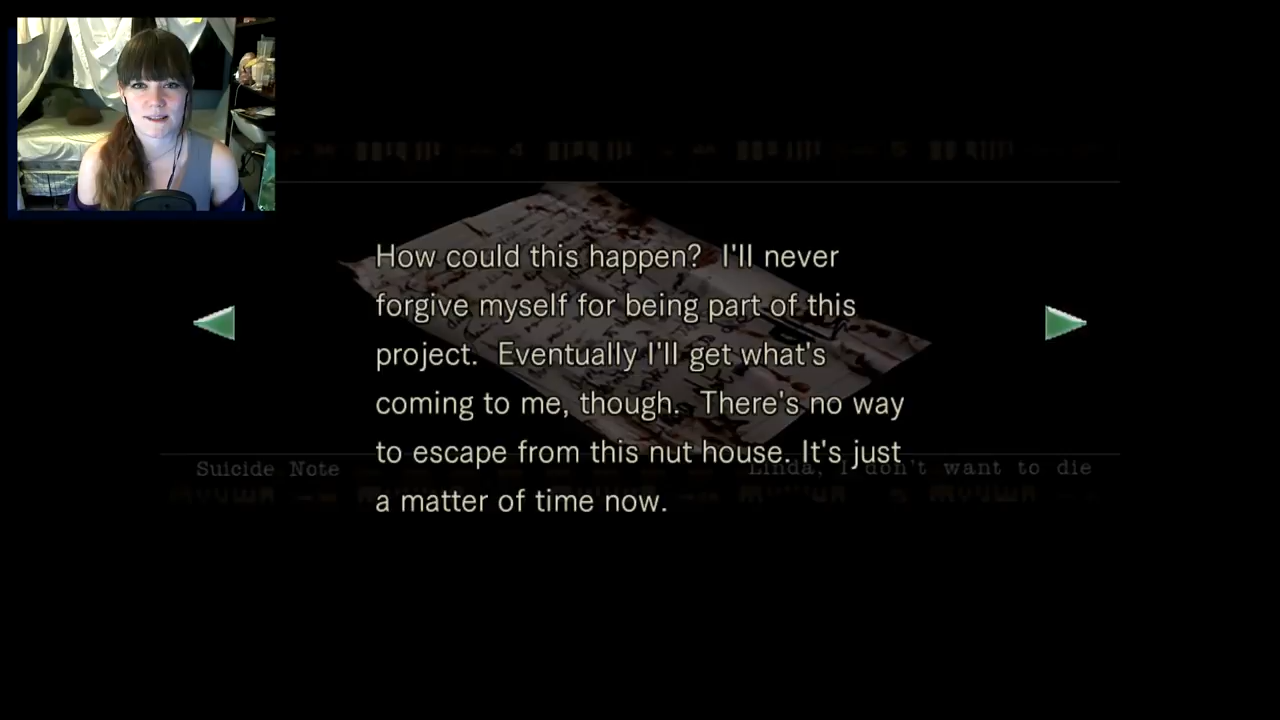 How could this happen?  I'll never
forgive myself for being part of this
project.  Eventually I'll get what's
coming to me, though.  There's no way
to escape from this nut house. It's just
a matter of time now.
Suicide Note
Linda, I don't want to die